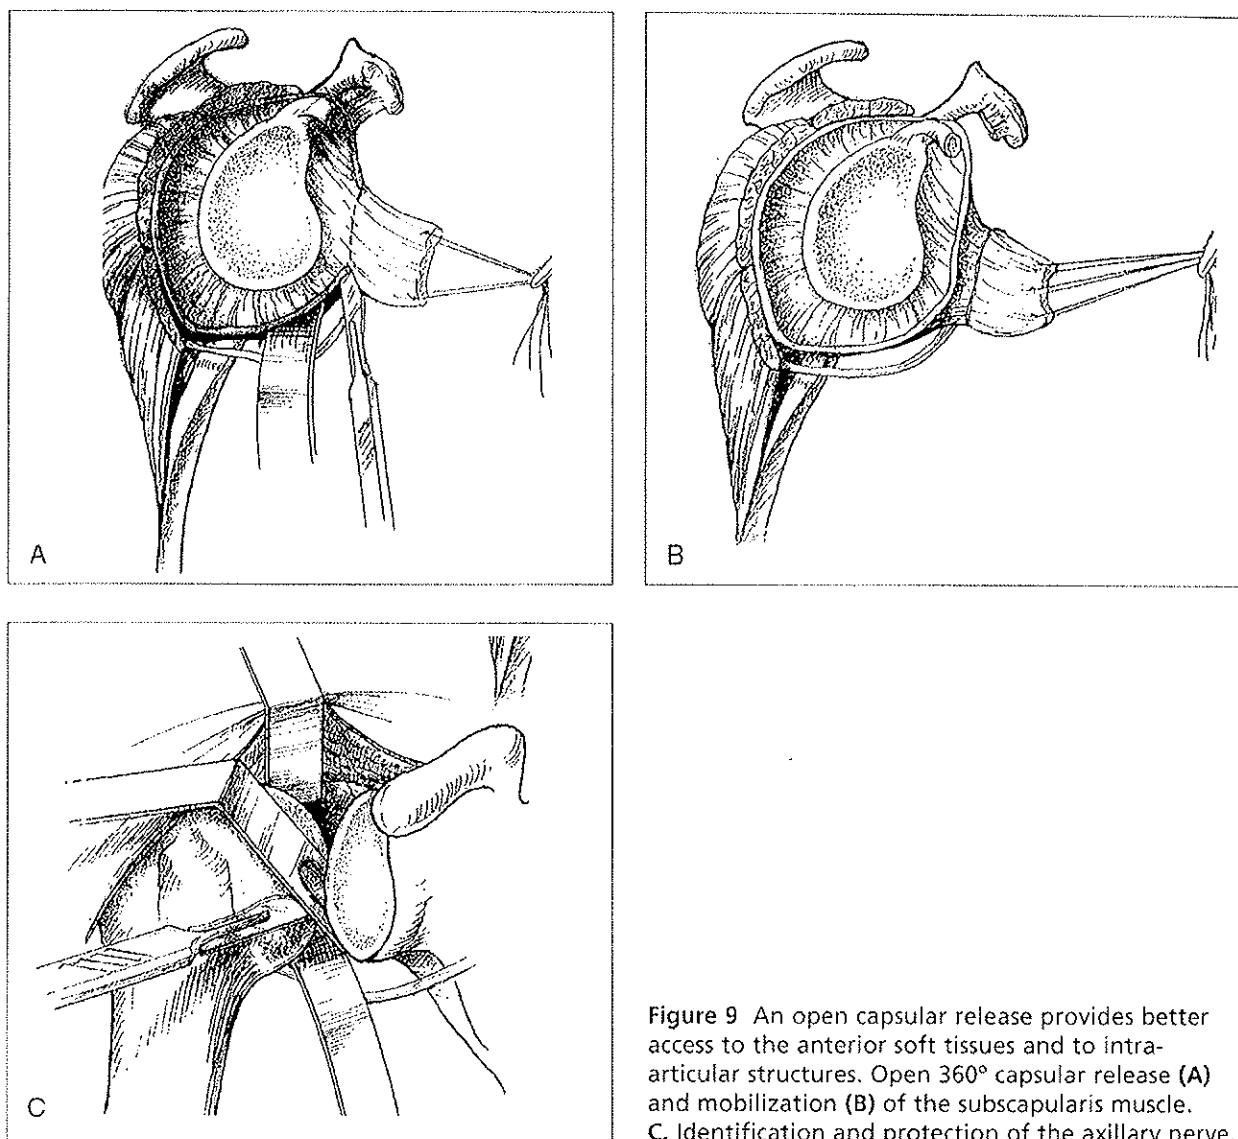 A
B
C
Figure 9 An open capsular release provides better
access to the anterior soft tissues and to intra-
articular structures. Open 360° capsular release (A)
and mobilization (B) of the subscapularis muscle.
C. Identification and protection of the axillary nerve.